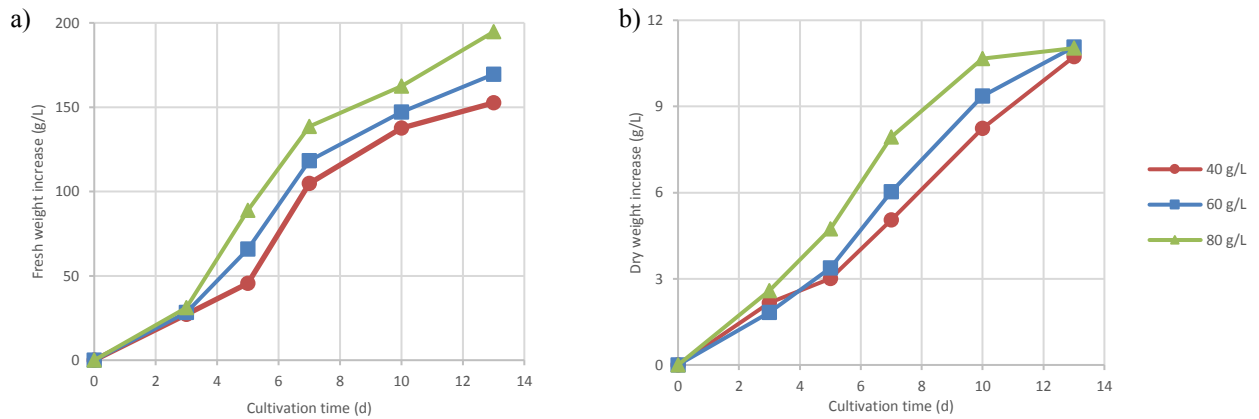 a)
Fresh weight increase (g/L)
200
150
100
50
0
0 2 4 6 8 10 12 14
Cultivation time (d)
b)
Dry weight increase (g/L)
12
9
6
3
0
0 2 4 6 8 10 12 14
Cultivation time (d)
40 g/L
60 g/L
80 g/L